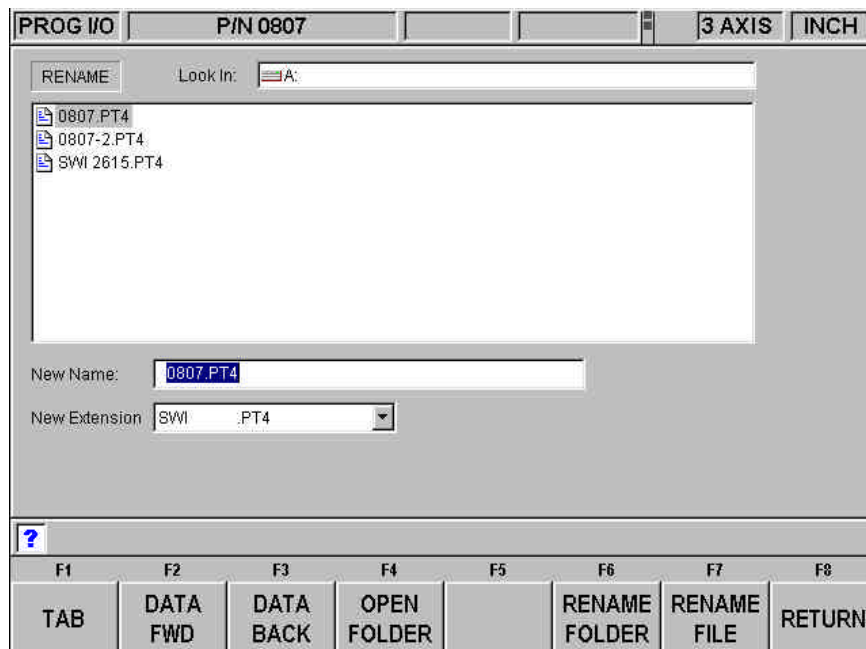 PROG I/O P/N 0807 3 AXIS INCH
RENAME Look In: A:
0807.PT4
0807-2.PT4
SWI 2615.PT4
New Name: 0807.PT4
New Extension SWI .PT4
?
F1 F2 F3 F4 F5 F6 F7 F8
TAB DATA FWD DATA BACK OPEN FOLDER RENAME FOLDER RENAME FILE RETURN